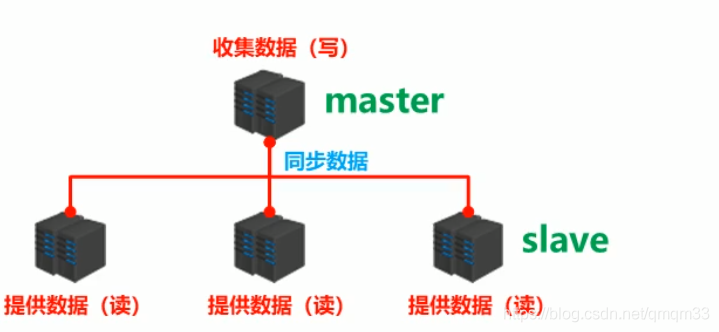 收集数据（写）
master
同步数据
slave
提供数据（读）
提供数据（读）
提供数据（读）
https://blog.csdn.net/qmqm33